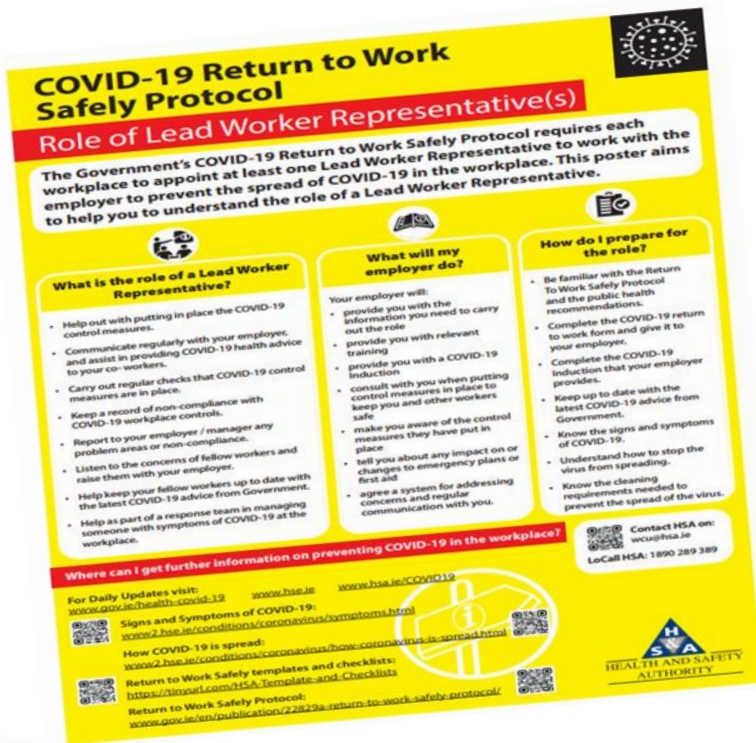 COVID-19 Return to Work
Safely Protocol
Role of Lead Worker Representative(s)
The Government's COVID-19 Return to Work Safely Protocol requires each
workplace to appoint at least one Lead Worker Representative to work with the
employer to prevent the spread of COVID-19 in the workplace. This poster aims
to help you to understand the role of a Lead Worker Representative.
What is the role of a Lead Worker
Representative?
• Help out with putting in place the COVID-19
control measures.
• Communicate regularly with your employer,
and assist in providing COVID-19 health advice
to your co- workers.
• Carry out regular checks that COVID-19 control
measures are in place.
• Keep a record of non-compliance with
COVID-19 workplace controls.
• Report to your employer / manager any
problem areas or non-compliance.
• Listen to the concerns of fellow workers and
raise them with your employer.
• Help keep your fellow workers up to date with
the latest COVID-19 advice from Government.
• Help as part of a response team in managing
someone with symptoms of COVID-19 at the
workplace.
What will my
employer do?
Your employer will:
• provide you with the
information you need to carry
out the role
• provide you with relevant
training
• provide you with a COVID-19
Induction
• consult with you when putting
control measures in place to
keep you and other workers
safe
• make you aware of the control
measures they have put in
place
• tell you about any impact on or
changes to emergency plans or
first aid
• agree a system for addressing
concerns and regular
communication with you.
How do I prepare for
the role?
• Be familiar with the Return
To Work Safely Protocol
and the public health
recommendations.
• Complete the COVID-19 return
to work form and give it to
your employer.
• Complete the COVID-19
Induction that your employer
provides.
• Keep up to date with the
latest COVID-19 advice from
Government.
• Know the signs and symptoms
of COVID-19.
• Understand how to stop the
virus from spreading.
• Know the cleaning
requirements needed to
prevent the spread of the virus.
Where can I get further information on preventing COVID-19 in the workplace?
Contact HSA on:
wcu@hsa.ie
LoCall HSA: 1890 289 389
For Daily Updates visit:
www.gov.ie/health-covid-19 www.hse.ie www.hsa.ie/COVID19
Signs and Symptoms of COVID-19:
www2.hse.ie/conditions/coronavirus/symptoms.html
How COVID-19 is spread:
www2.hse.ie/conditions/coronavirus/how-coronavirus-is-spread.html
Return to Work Safely templates and checklists:
https://tinyurl.com/HSA-Template-and-Checklists
Return to Work Safely Protocol:
www.gov.ie/en/publication/22829a-return-to-work-safely-protocol/
HSA
HEALTH AND SAFETY
AUTHORITY